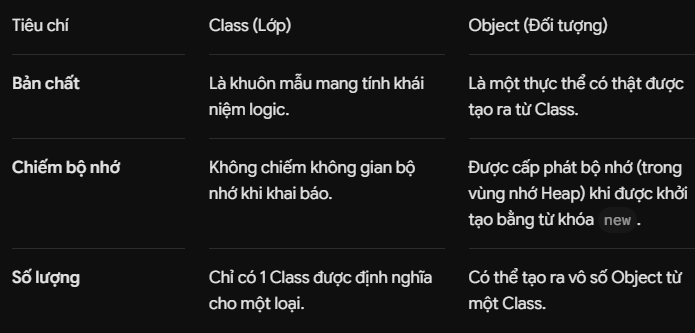 Tiêu chí Class (Lớp) Object (Đối tượng)
Bản chất Là khuôn mẫu mang tính khái Là một thực thể có thật được
niệm logic. tạo ra từ Class.
Chiếm bộ nhớ Không chiếm không gian bộ Được cấp phát bộ nhớ (trong
nhớ khi khai báo. vùng nhớ Heap) khi được khởi
tạo bằng từ khóa new.
Số lượng Chỉ có 1 Class được định nghĩa Có thể tạo ra vô số Object từ
cho một loại. một Class.